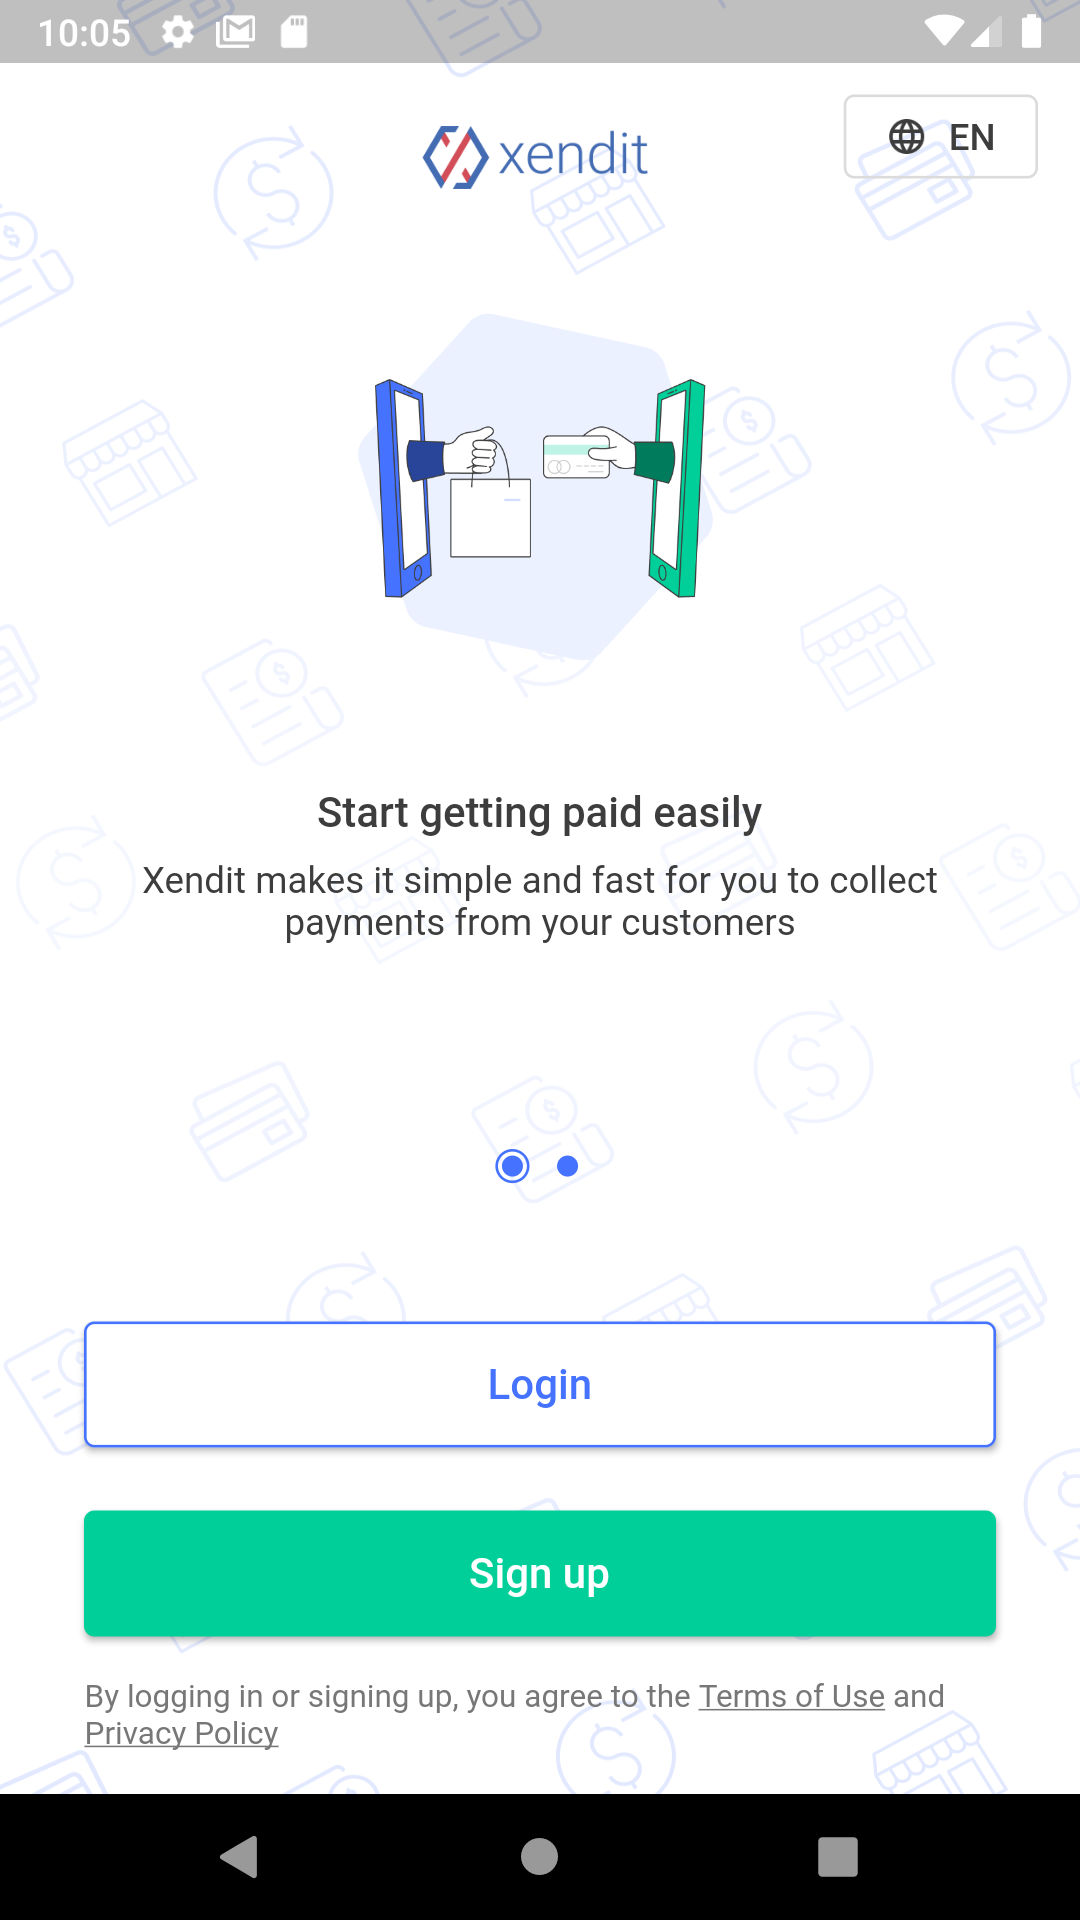 10:05
xendit
EN
Start getting paid easily
Xendit makes it simple and fast for you to collect
payments from your customers
Login
Sign up
By logging in or signing up, you agree to the Terms of Use and
Privacy Policy